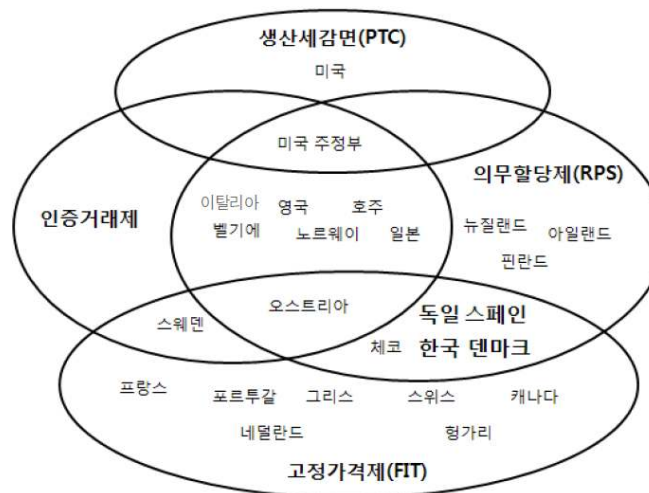 생산세감면(PTC)
미국
미국 주정부
의무할당제(RPS)
인증거래제
이탈리아 영국 호주
벨기에 노르웨이 일본
뉴질랜드 아일랜드
핀란드
오스트리아
스웨덴
독일 스페인
체코 한국 덴마크
프랑스 포르투갈 그리스 스위스 캐나다
네덜란드 헝가리
고정가격제(FIT)